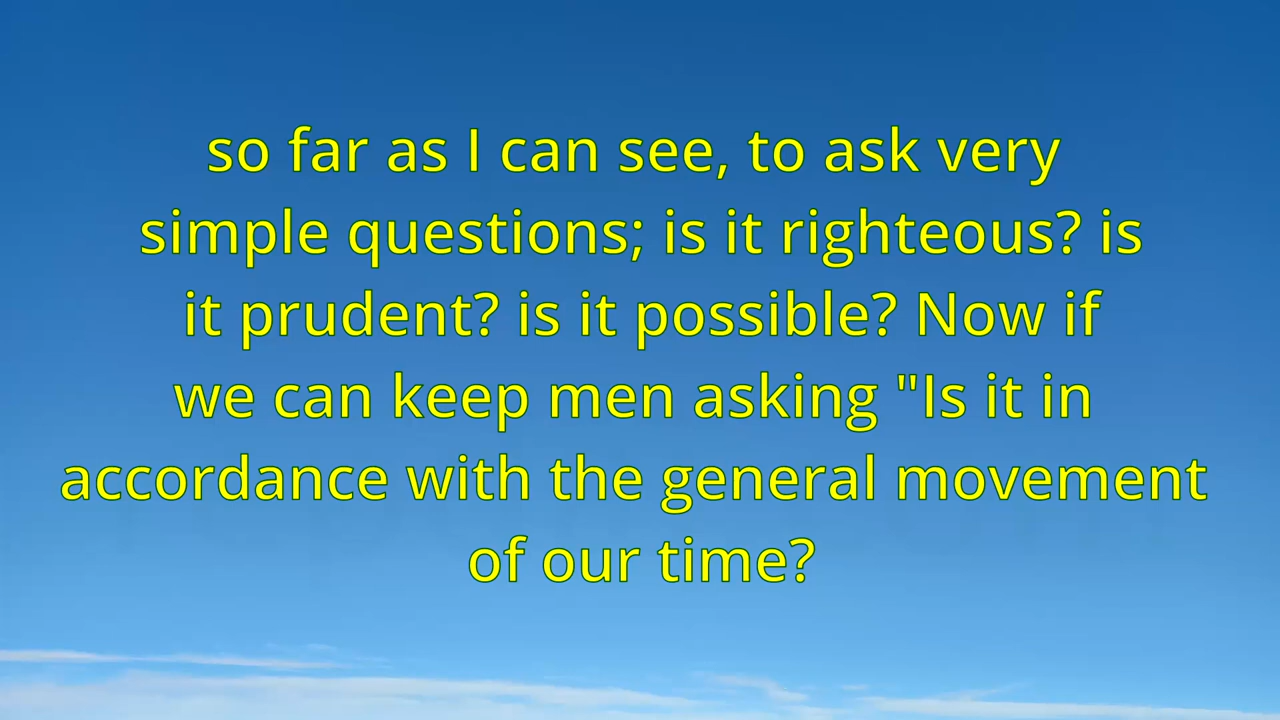 so far as I can see, to ask very
simple questions; is it righteous? is
it prudent? is it possible? Now if
we can keep men asking "Is it in
accordance with the general movement
of our time?